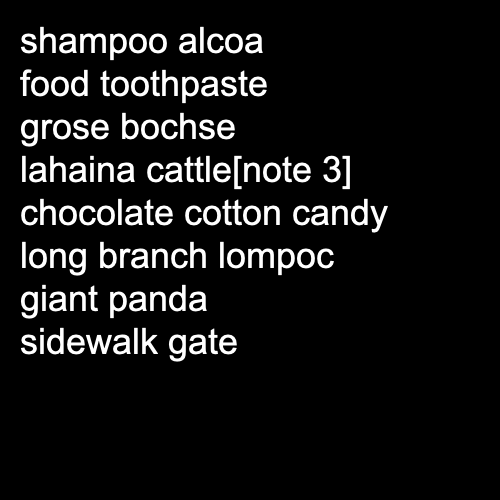 shampoo alcoa
food toothpaste
grose bochse
lahaina cattle[note 3]
chocolate cotton candy
long branch lompoc
giant panda
sidewalk gate